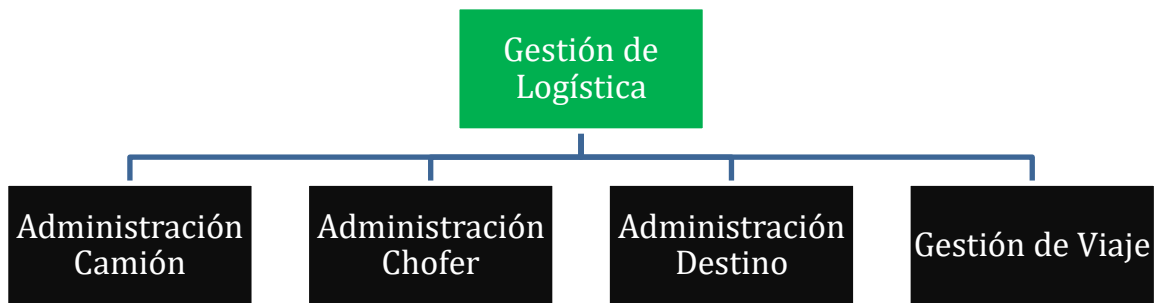 Gestión de
Logística
Administración
Camión
Administración
Chofer
Administración
Destino
Gestión de Viaje